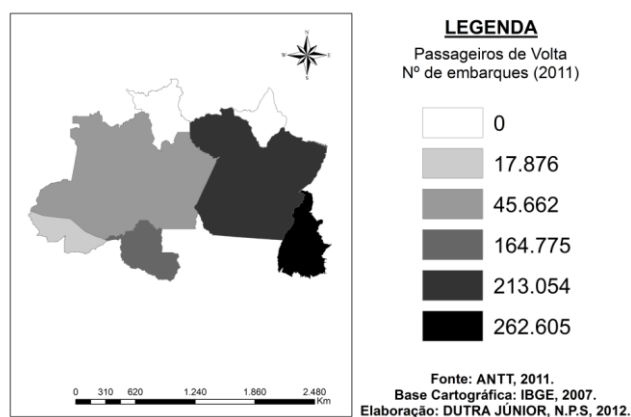 N
LEGENDA
Passageiros de Volta
Nº de embarques (2011)
0
17.876
45.662
164.775
213.054
262.605
0 310 620 1.240 1.860 2.480
Km
Fonte: ANTT, 2011.
Base Cartográfica: IBGE, 2007.
Elaboração: DUTRA JÚNIOR, N.P.S, 2012.